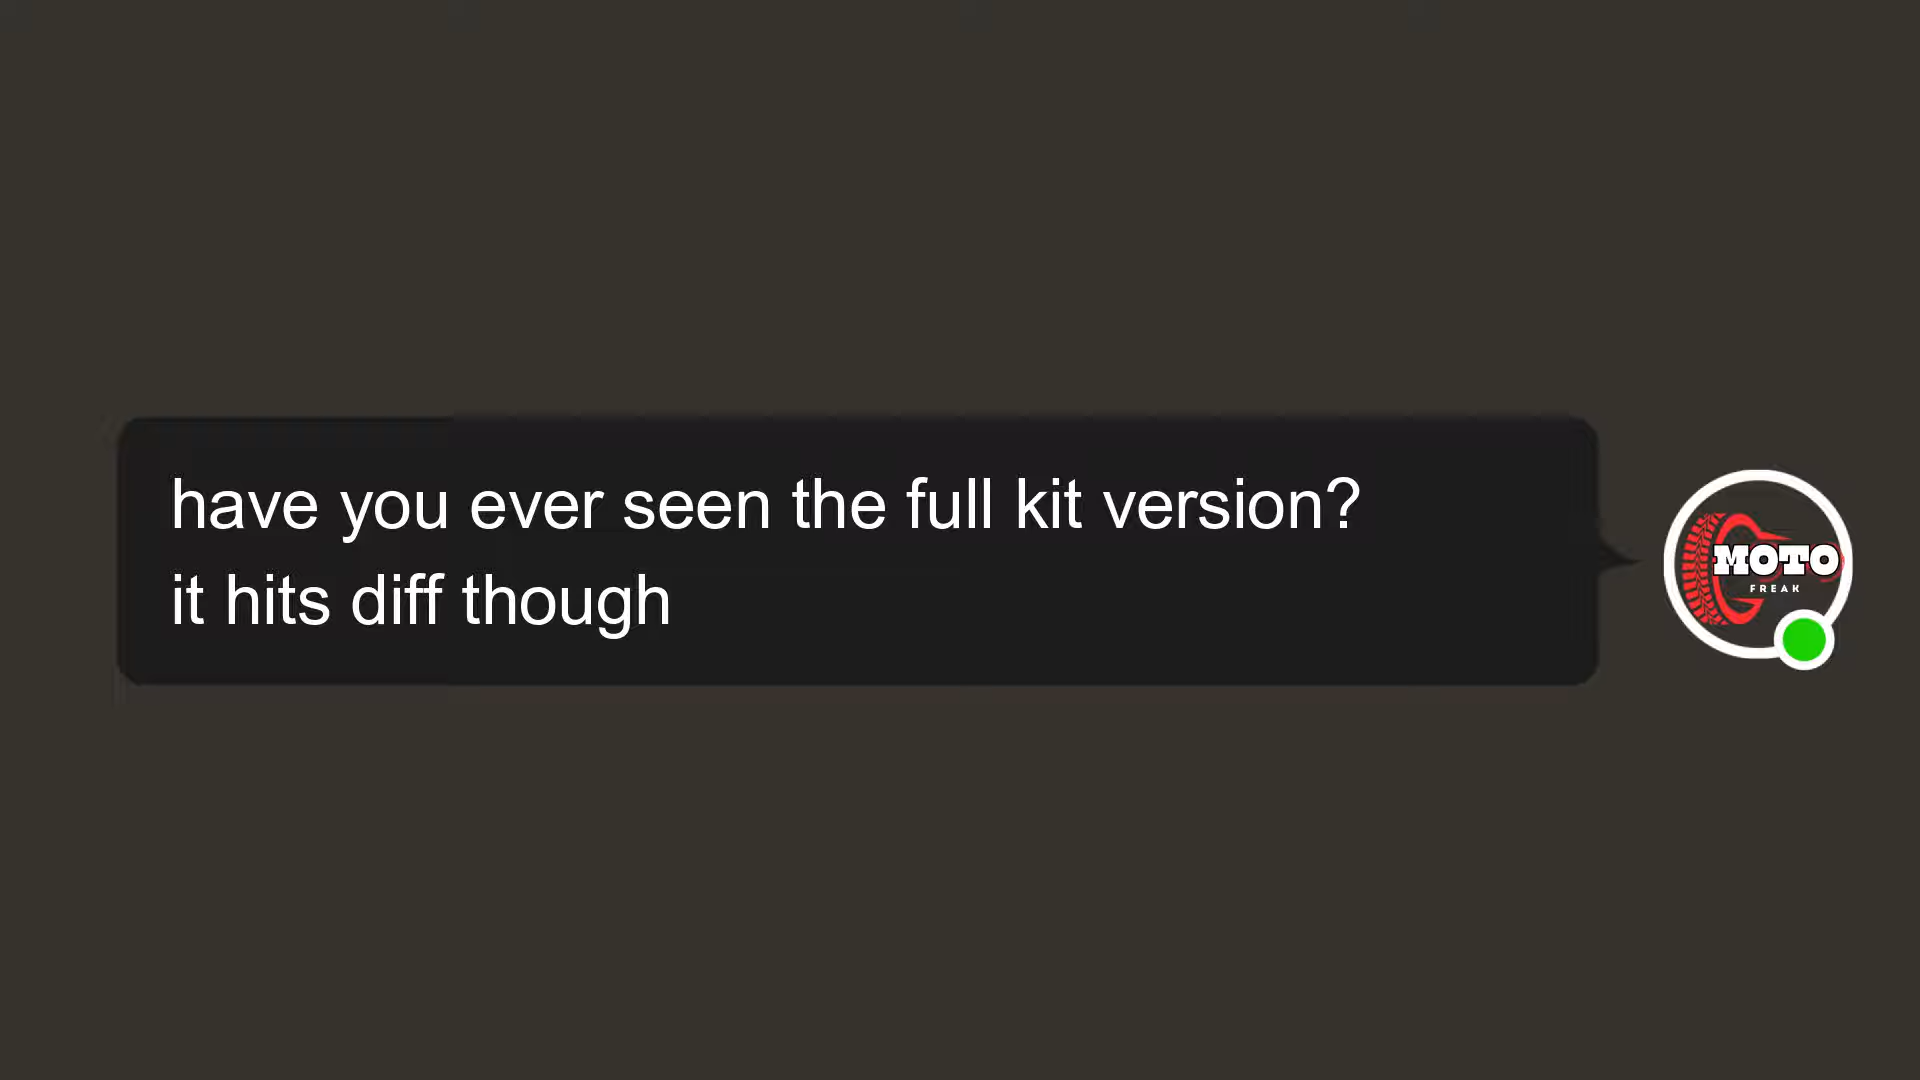 have you ever seen the full kit version?
it hits diff though
MOTO
FREAK